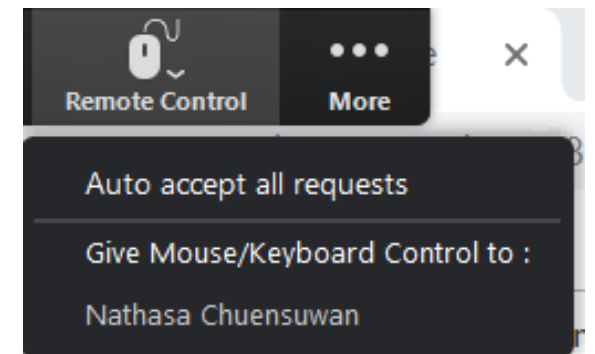 Remote Control
More
Auto accept all requests
Give Mouse/Keyboard Control to :
Nathasa Chuensuwan